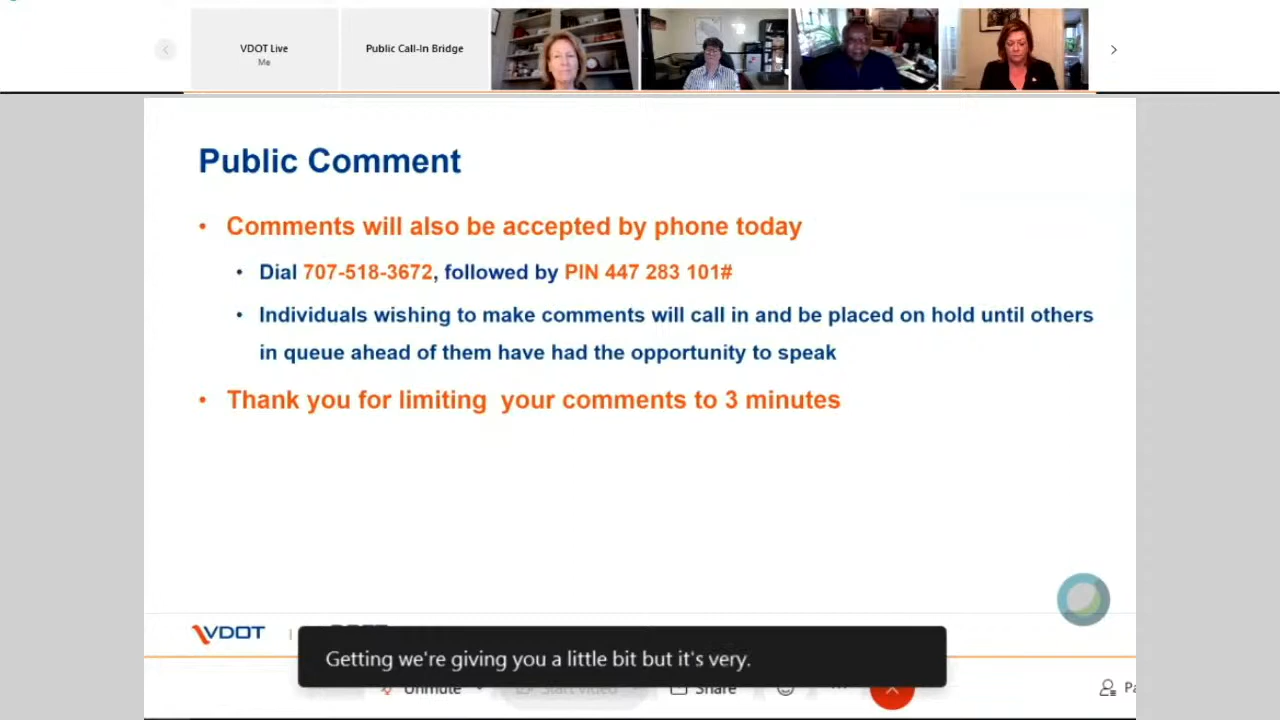 VDOT Live
Me
Public Call-In Bridge
Public Comment
• Comments will also be accepted by phone today
• Dial 707-518-3672, followed by PIN 447 283 101#
• Individuals wishing to make comments will call in and be placed on hold until others
in queue ahead of them have had the opportunity to speak
• Thank you for limiting your comments to 3 minutes
VDOT
Getting we're giving you a little bit but it's very.
Unmute
Start video
Share
Pa